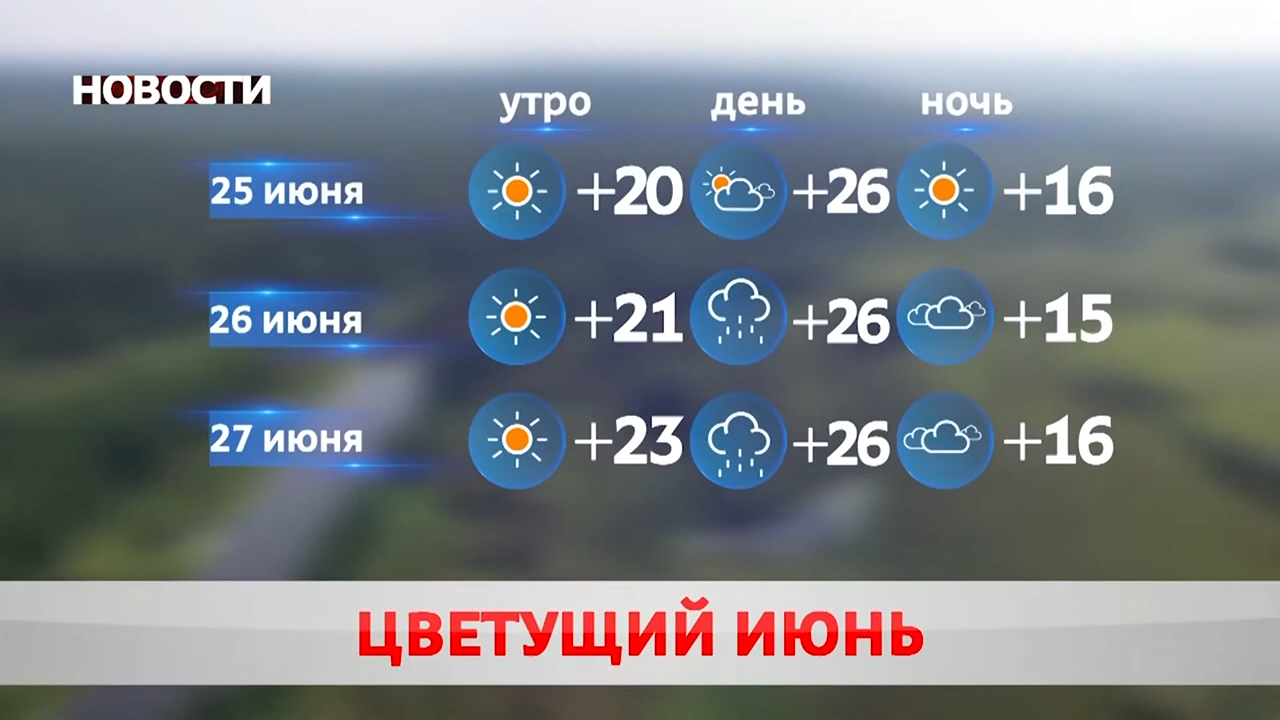 НОВОСТИ
утро день ночь
25 июня +20 +26 +16
26 июня +21 +26 +15
27 июня +23 +26 +16
ЦВЕТУЩИЙ ИЮНЬ